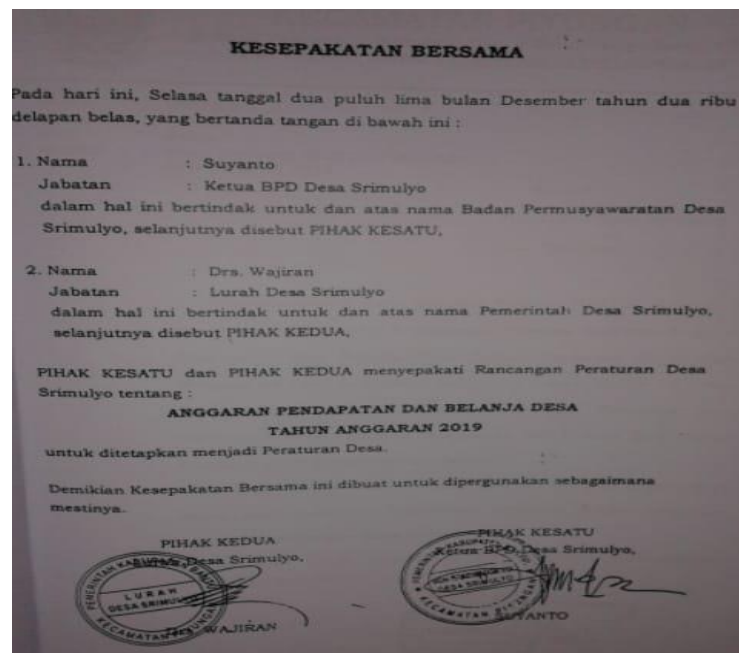 KESEPAKATAN BERSAMA
Pada hari ini, Selasa tanggal dua puluh lima bulan Desember tahun dua ribu
delapan belas, yang bertanda tangan di bawah ini :
1. Nama : Suyanto
Jabatan : Ketua BPD Desa Srimulyo
dalam hal ini bertindak untuk dan atas nama Badan Permusyawaratan Desa
Srimulyo, selanjutnya disebut PIHAK KESATU,
2. Nama : Drs. Wajiran
Jabatan : Lurah Desa Srimulyo
dalam hal ini bertindak untuk dan atas nama Pemerintah Desa Srimulyo,
selanjutnya disebut PIHAK KEDUA,
PIHAK KESATU dan PIHAK KEDUA menyepakati Rancangan Peraturan Desa
Srimulyo tentang :
ANGGARAN PENDAPATAN DAN BELANJA DESA
TAHUN ANGGARAN 2019
untuk ditetapkan menjadi Peraturan Desa.
Demikian Kesepakatan Bersama ini dibuat untuk dipergunakan sebagaimana
mestinya.
PIHAK KEDUA
Desa Srimulyo,
LURAH
DESA SRIMULYO
WAJIRAN
PIHAK KESATU
Ketua BPD Desa Srimulyo,
SUYANTO